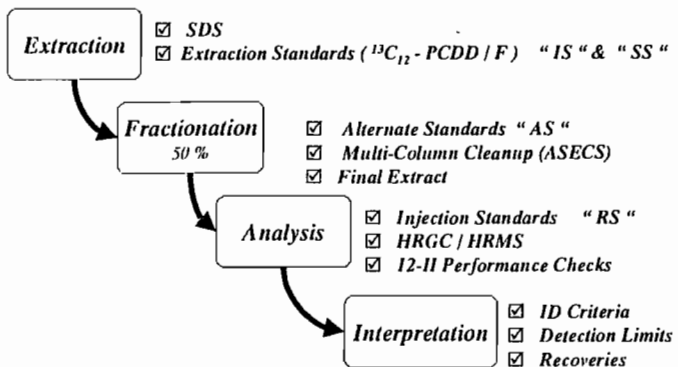 Extraction
☑ SDS
☑ Extraction Standards ( ¹³C₁₂ - PCDD / F ) “ IS “ & “ SS “
Fractionation
50 %
☑ Alternate Standards “ AS “
☑ Multi-Column Cleanup (ASECS)
☑ Final Extract
Analysis
☑ Injection Standards “ RS “
☑ HRGC / HRMS
☑ 12-H Performance Checks
Interpretation
☑ ID Criteria
☑ Detection Limits
☑ Recoveries